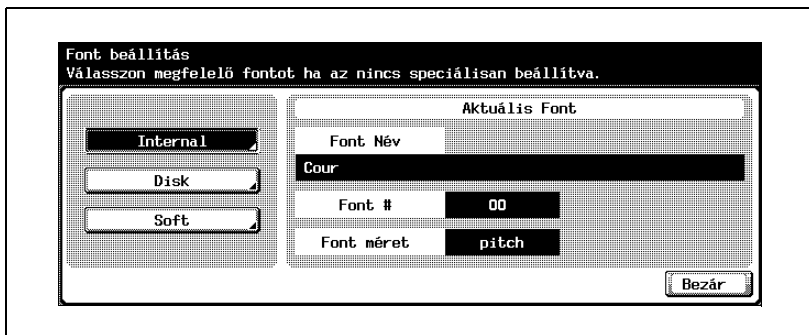 Font beállítás
Válasszon megfelelő fontot ha az nincs speciálisan beállítva.
Aktuális Font
Internal
Disk
Soft
Font Név
Cour
Font #
00
Font méret
pitch
Bezár